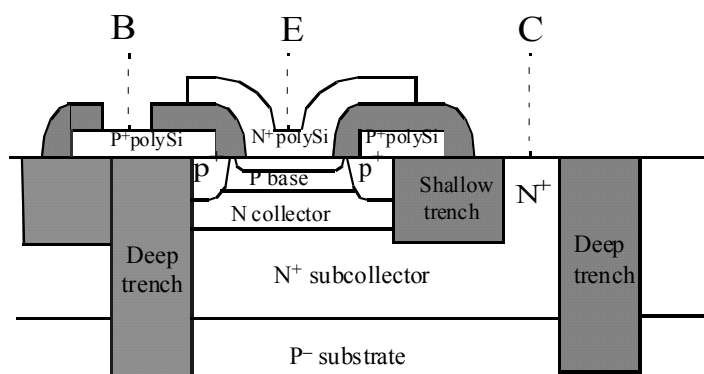 B E C
P⁺polySi N⁺polySi P⁺polySi
p⁺ p⁺
P base
N collector
Shallow
trench
N⁺
Deep
trench
N⁺ subcollector
Deep
trench
P⁻ substrate